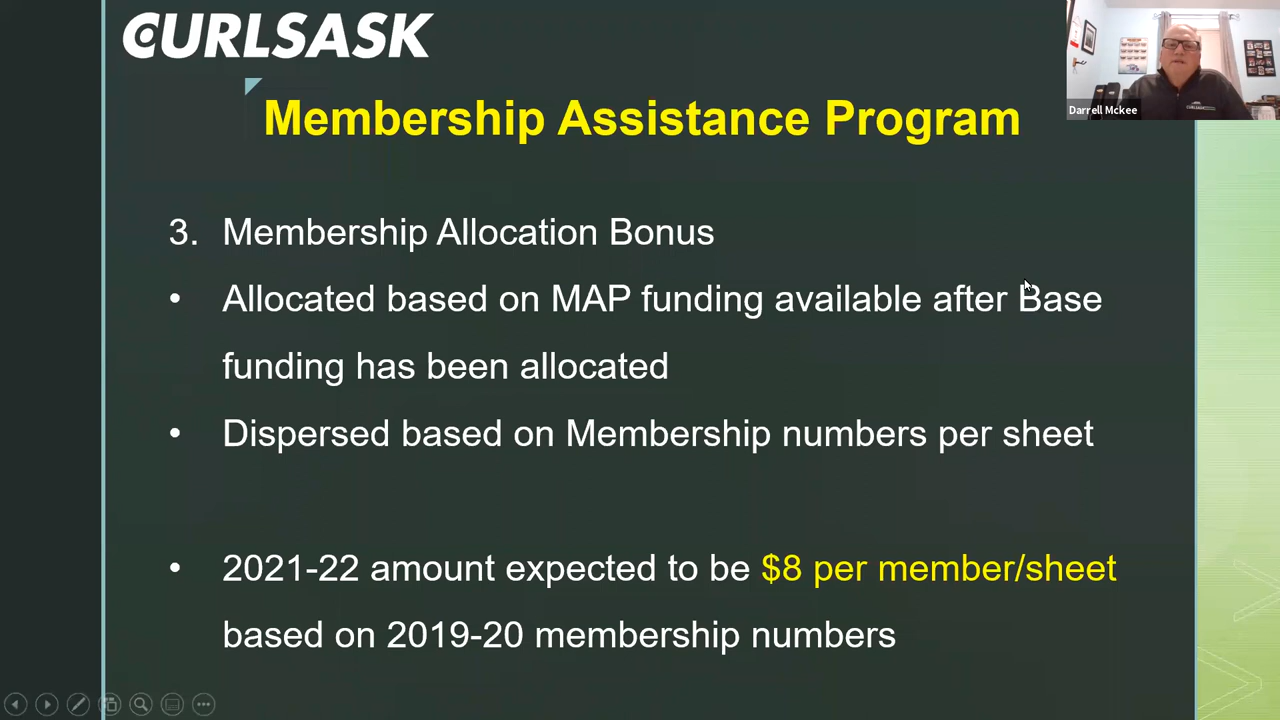 CURLSASK
Darrell Mckee
Membership Assistance Program
3. Membership Allocation Bonus
• Allocated based on MAP funding available after Base
funding has been allocated
• Dispersed based on Membership numbers per sheet
• 2021-22 amount expected to be $8 per member/sheet
based on 2019-20 membership numbers